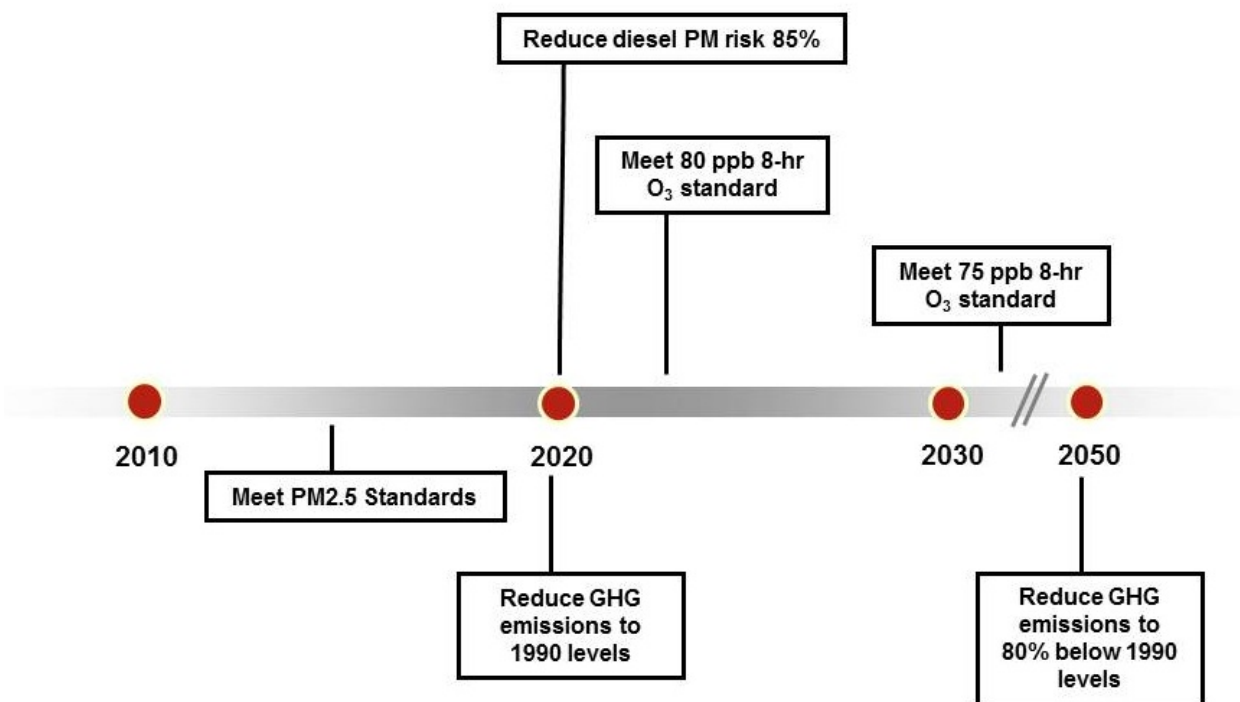 Reduce diesel PM risk 85%
Meet 80 ppb 8-hr
O₃ standard
Meet 75 ppb 8-hr
O₃ standard
2010
2020
2030
2050
Meet PM2.5 Standards
Reduce GHG
emissions to
1990 levels
Reduce GHG
emissions to
80% below 1990
levels